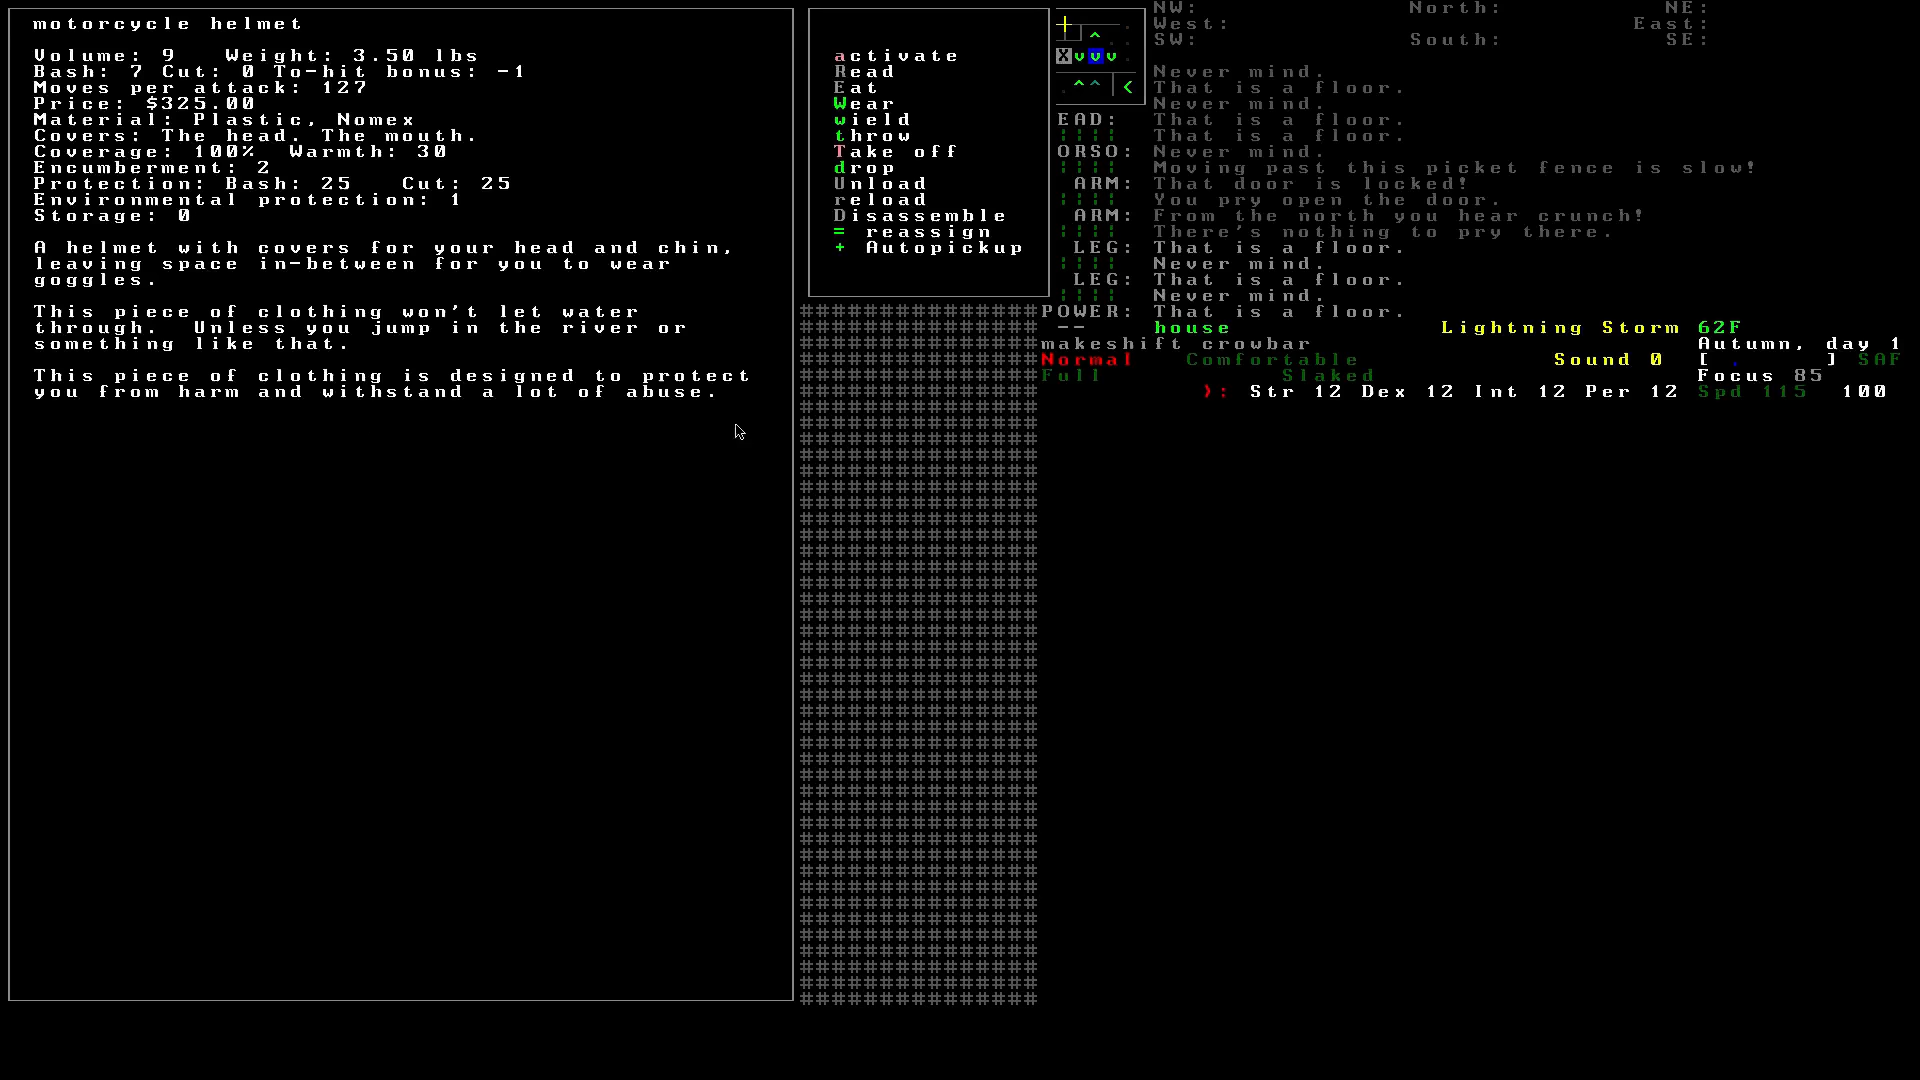 motorcycle helmet
Volume: 9 Weight: 3.50 lbs
Bash: 7 Cut: 0 To-hit bonus: -1
Moves per attack: 127
Price: $325.00
Material: Plastic, Nomex
Covers: The head. The mouth.
Coverage: 100% Warmth: 30
Encumberment: 2
Protection: Bash: 25 Cut: 25
Environmental protection: 1
Storage: 0
A helmet with covers for your head and chin,
leaving space in-between for you to wear
goggles.
This piece of clothing won't let water
through. Unless you jump in the river or
something like that.
This piece of clothing is designed to protect
you from harm and withstand a lot of abuse.
activate
Read
Eat
Wear
wield
throw
Take off
drop
Unload
reload
Disassemble
= reassign
+ Autopickup
EAD:
ORSO:
ARM:
ARM:
LEG:
LEG:
POWER:
--
NW: North: NE:
West: East:
SW: South: SE:
Never mind.
That is a floor.
Never mind.
That is a floor.
That is a floor.
Never mind.
Moving past this picket fence is slow!
That door is locked!
You pry open the door.
From the north you hear crunch!
There's nothing to pry there.
That is a floor.
Never mind.
That is a floor.
Never mind.
That is a floor.
house Lightning Storm 62F
makeshift crowbar Autumn, day 1
Normal Comfortable Sound 0 [ . ] SAF
Full Slaked Focus 85
): Str 12 Dex 12 Int 12 Per 12 Spd 115 100